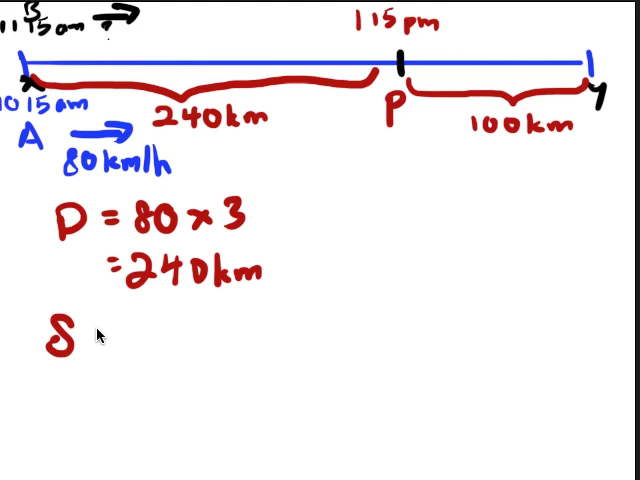 B
1115am
115pm
x
1015am
240km
P
100km
y
A
80km/h
D = 80 x 3
= 240km
S